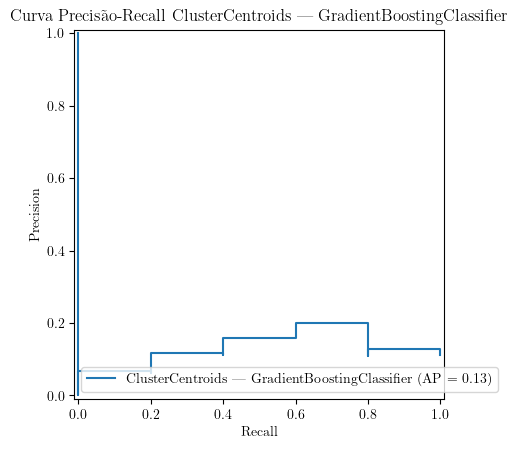 Curva Precisão-Recall ClusterCentroids — GradientBoostingClassifier
1.0
0.8
0.6
0.4
0.2
0.0
Precision
ClusterCentroids — GradientBoostingClassifier (AP = 0.13)
0.0 0.2 0.4 0.6 0.8 1.0
Recall